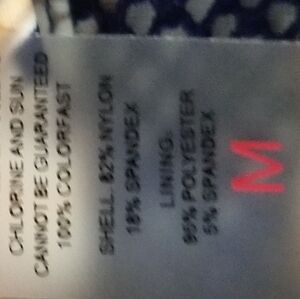 CHLORINE AND SUN
CANNOT BE GUARANTEED
100% COLORFAST
SHELL: 82% NYLON
18% SPANDEX
LINING:
95% POLYESTER
5% SPANDEX
M